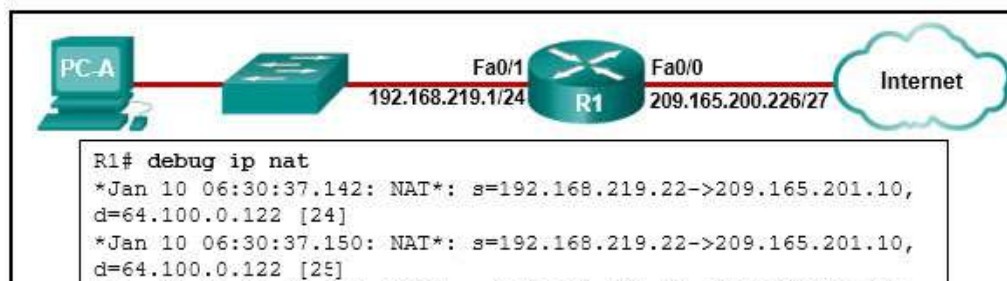 PC-A
Fa0/1
Fa0/0
192.168.219.1/24
R1
209.165.200.226/27
Internet
R1# debug ip nat
*Jan 10 06:30:37.142: NAT*: s=192.168.219.22->209.165.201.10,
d=64.100.0.122 [24]
*Jan 10 06:30:37.150: NAT*: s=192.168.219.22->209.165.201.10,
d=64.100.0.122 [25]